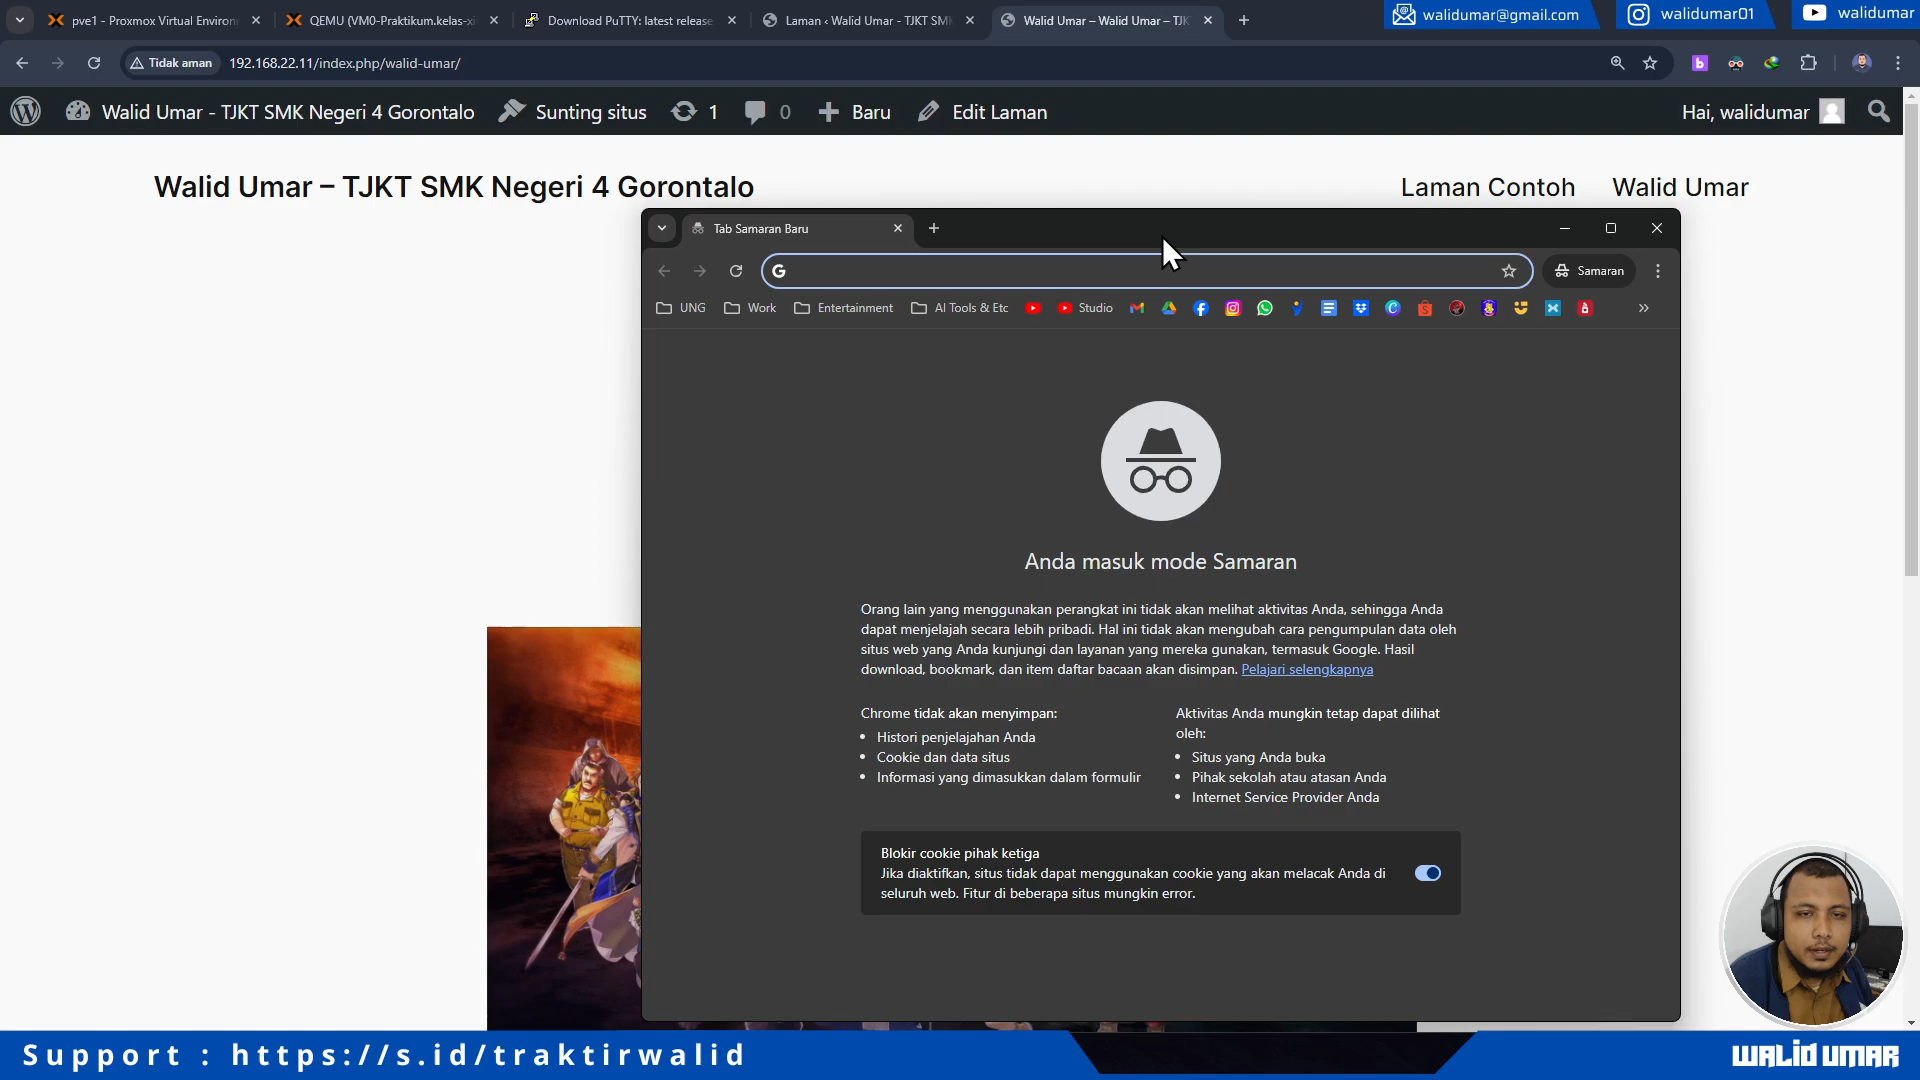 pve1 - Proxmox Virtual Environ
QEMU (VM0-Praktikum.kelas-xi
Download PuTTY: latest release
Laman ‹ Walid Umar - TJKT SMK
Walid Umar – Walid Umar – TJK
walidumar@gmail.com
walidumar01
walidumar
Tidak aman
192.168.22.11/index.php/walid-umar/
Walid Umar - TJKT SMK Negeri 4 Gorontalo
Sunting situs
1
0
Baru
Edit Laman
Hai, walidumar
Walid Umar – TJKT SMK Negeri 4 Gorontalo
Laman Contoh
Walid Umar
Tab Samaran Baru
Samaran
UNG
Work
Entertainment
AI Tools & Etc
Studio
Anda masuk mode Samaran
Orang lain yang menggunakan perangkat ini tidak akan melihat aktivitas Anda, sehingga Anda
dapat menjelajah secara lebih pribadi. Hal ini tidak akan mengubah cara pengumpulan data oleh
situs web yang Anda kunjungi dan layanan yang mereka gunakan, termasuk Google. Hasil
download, bookmark, dan item daftar bacaan akan disimpan. Pelajari selengkapnya
Chrome tidak akan menyimpan:
• Histori penjelajahan Anda
• Cookie dan data situs
• Informasi yang dimasukkan dalam formulir
Aktivitas Anda mungkin tetap dapat dilihat
oleh:
• Situs yang Anda buka
• Pihak sekolah atau atasan Anda
• Internet Service Provider Anda
Blokir cookie pihak ketiga
Jika diaktifkan, situs tidak dapat menggunakan cookie yang akan melacak Anda di
seluruh web. Fitur di beberapa situs mungkin error.
Support : https://s.id/traktirwalid
WALID UMAR